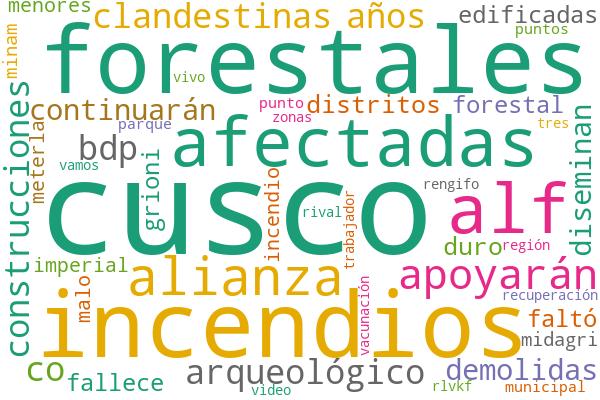 menores
clandestinas años
edificadas
minam
forestales
puntos
vivo
continuarán
punto
distritos
forestal
zonas
construcciones
meterla
parque
tres
bdp
afectadas
diseminan
vamos
grioni
cusco
incendio
rengifo
rival
trabajador
alf
duro
región
imperial
malo
alianza
vacunación
apoyarán
recuperación
incendios
faltó
midagri
co
fallece
arqueológico
demolidas
video
rlvkf
municipal